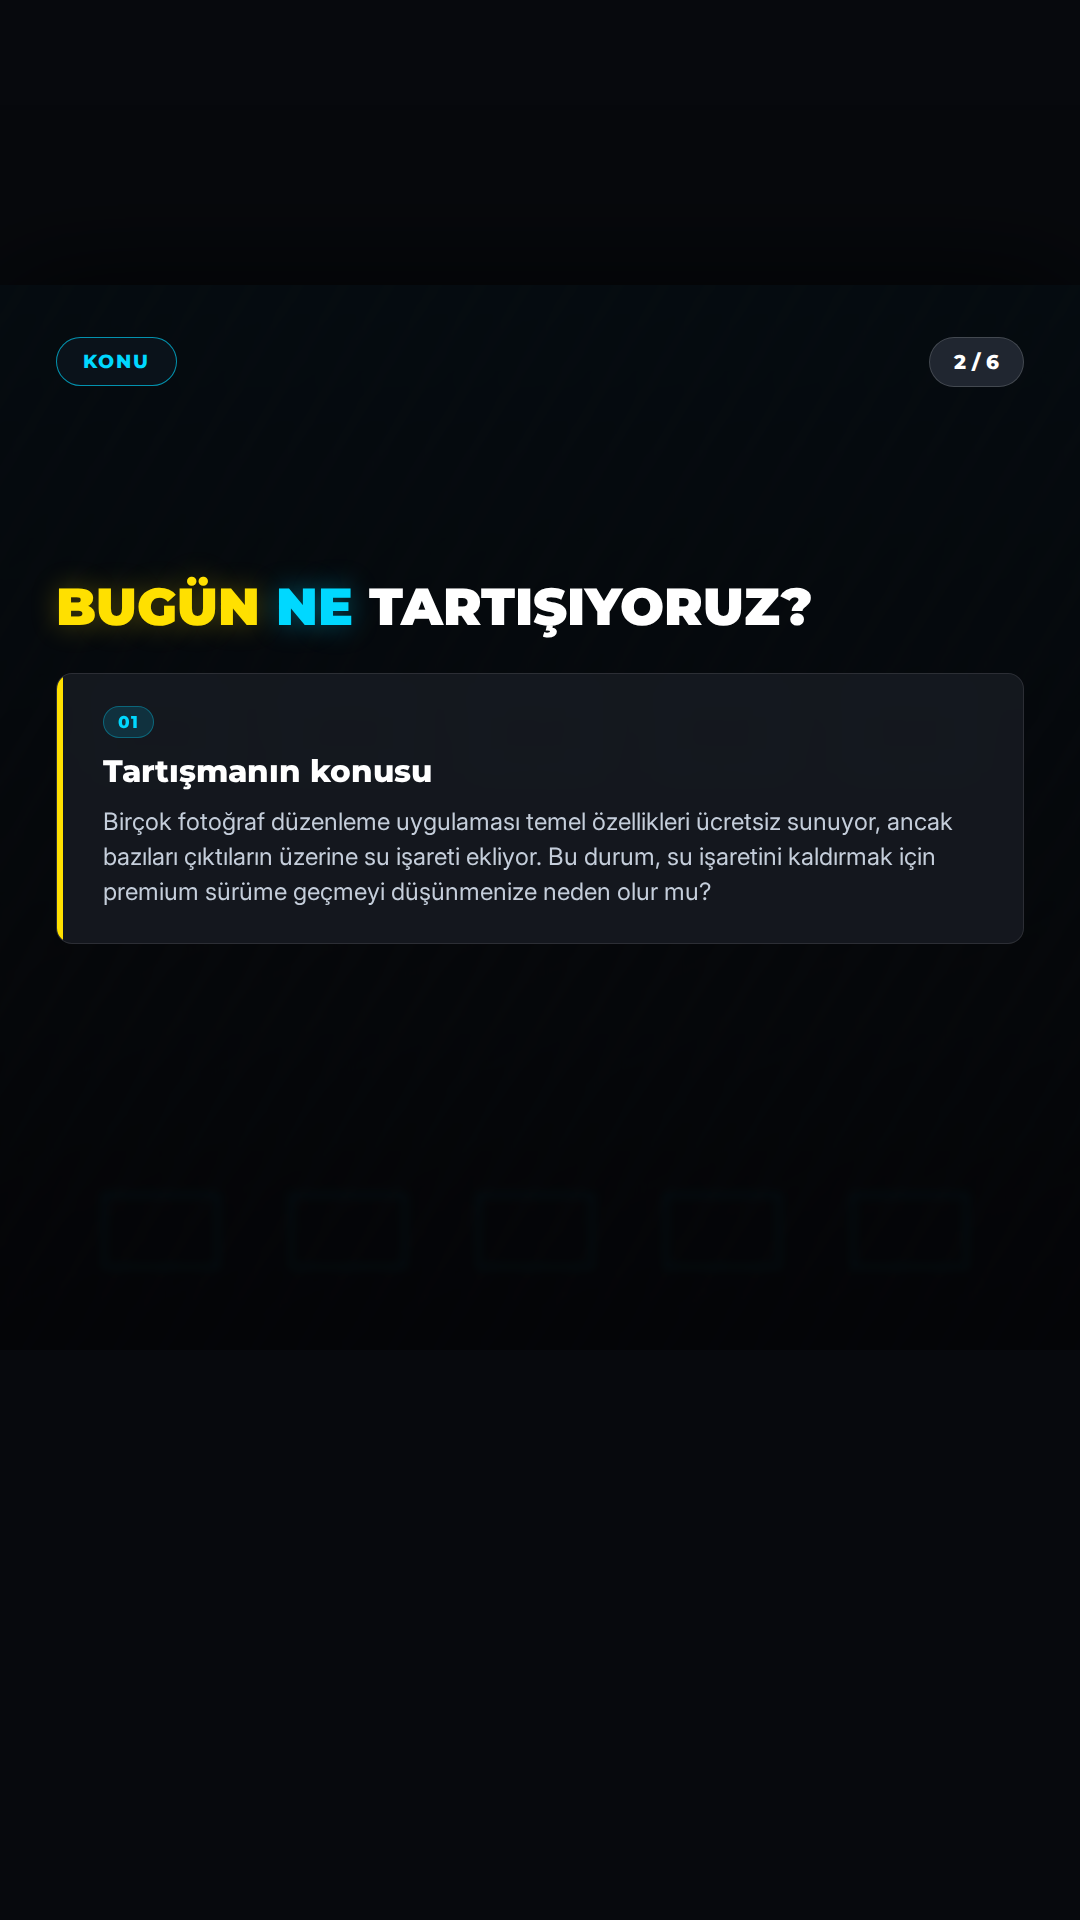 KONU
2 / 6
BUGÜN NE TARTIŞIYORUZ?
01
Tartışmanın konusu
Birçok fotoğraf düzenleme uygulaması temel özellikleri ücretsiz sunuyor, ancak
bazıları çıktıların üzerine su işareti ekliyor. Bu durum, su işaretini kaldırmak için
premium sürüme geçmeyi düşünmenize neden olur mu?